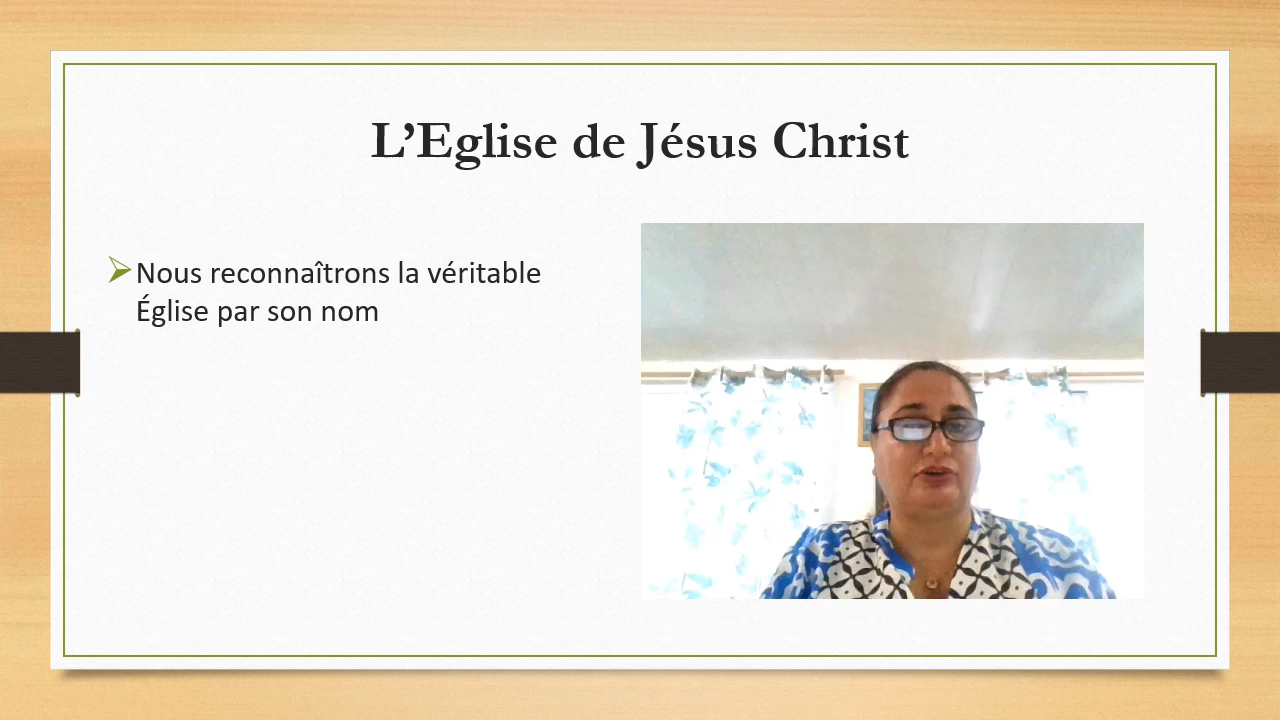 L’Eglise de Jésus Christ
Nous reconnaîtrons la véritable
Église par son nom